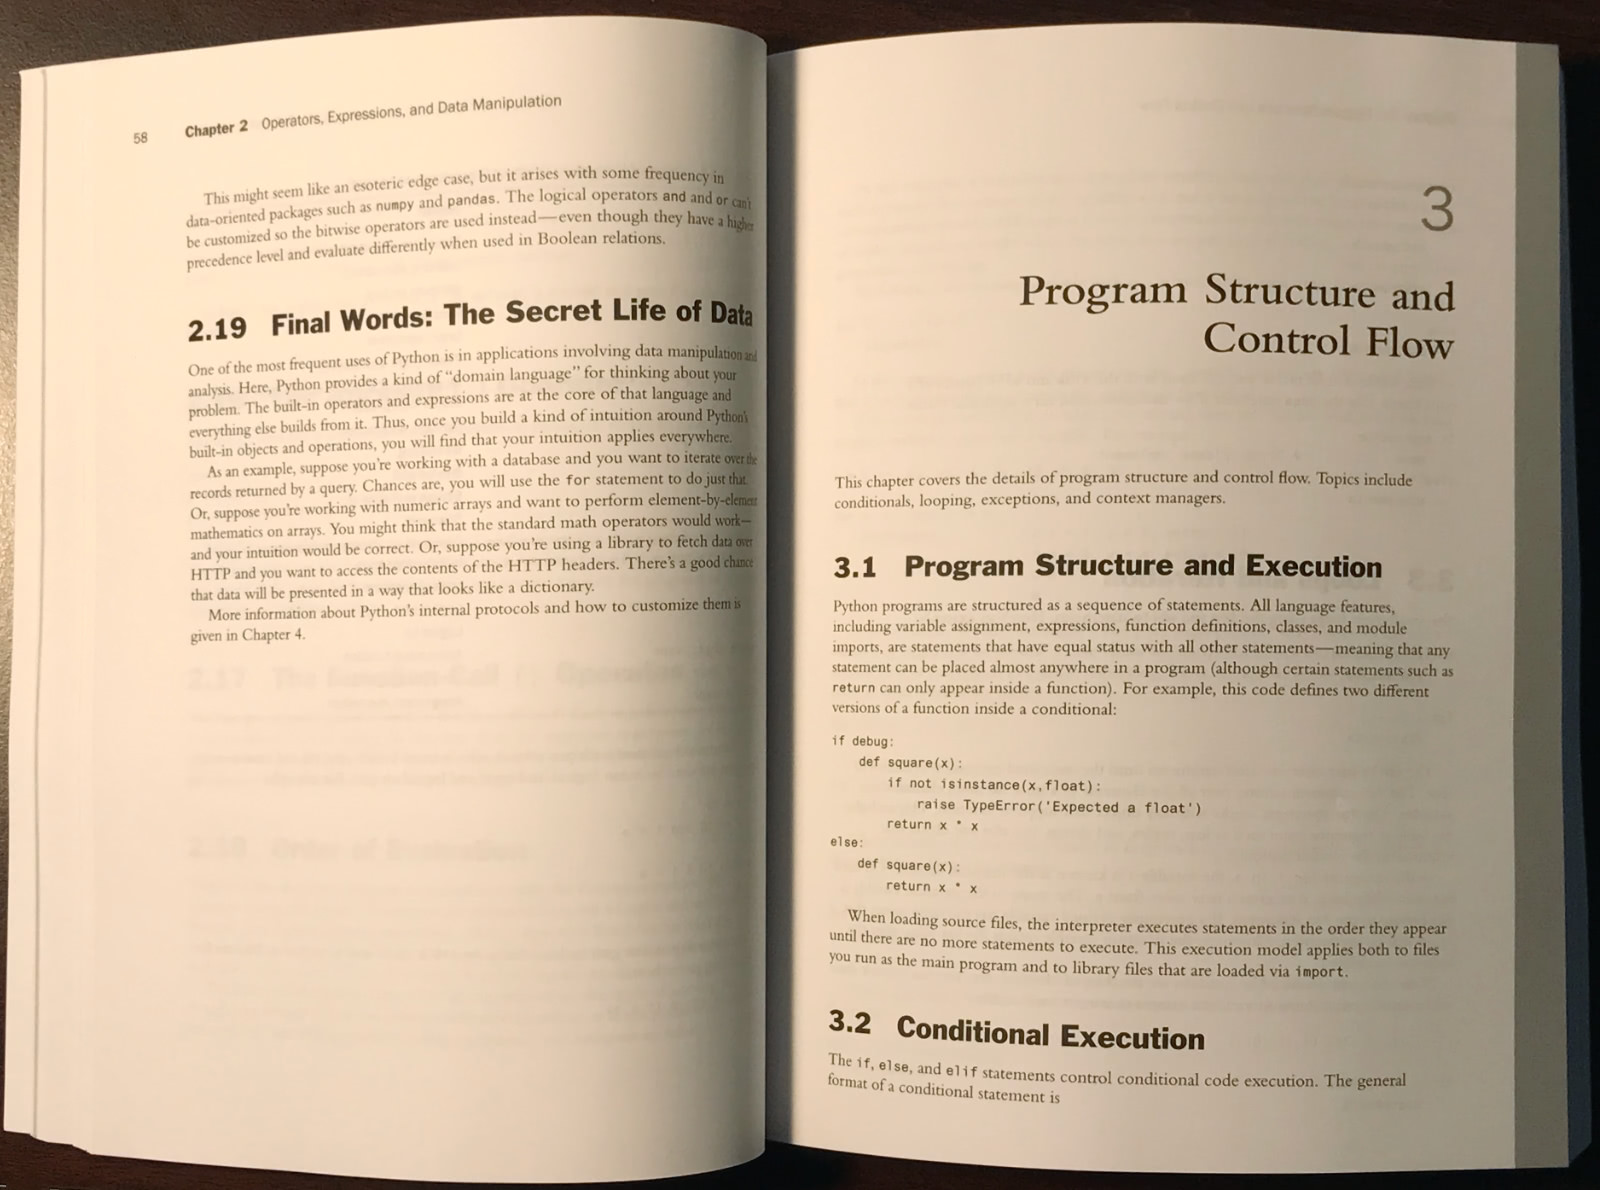 58 Chapter 2 Operators, Expressions, and Data Manipulation
This might seem like an esoteric edge case, but it arises with some frequency in
data-oriented packages such as numpy and pandas. The logical operators and and or can't
be customized so the bitwise operators are used instead—even though they have a higher
precedence level and evaluate differently when used in Boolean relations.
2.19 Final Words: The Secret Life of Data
One of the most frequent uses of Python is in applications involving data manipulation and
analysis. Here, Python provides a kind of “domain language” for thinking about your
problem. The built-in operators and expressions are at the core of that language and
everything else builds from it. Thus, once you build a kind of intuition around Python's
built-in objects and operations, you will find that your intuition applies everywhere.
As an example, suppose you're working with a database and you want to iterate over the
records returned by a query. Chances are, you will use the for statement to do just that.
Or, suppose you're working with numeric arrays and want to perform element-by-element
mathematics on arrays. You might think that the standard math operators would work—
and your intuition would be correct. Or, suppose you're using a library to fetch data over
HTTP and you want to access the contents of the HTTP headers. There's a good chance
that data will be presented in a way that looks like a dictionary.
More information about Python's internal protocols and how to customize them is
given in Chapter 4.
3
Program Structure and
Control Flow
This chapter covers the details of program structure and control flow. Topics include
conditionals, looping, exceptions, and context managers.
3.1 Program Structure and Execution
Python programs are structured as a sequence of statements. All language features,
including variable assignment, expressions, function definitions, classes, and module
imports, are statements that have equal status with all other statements—meaning that any
statement can be placed almost anywhere in a program (although certain statements such as
return can only appear inside a function). For example, this code defines two different
versions of a function inside a conditional:
if debug:
    def square(x):
        if not isinstance(x,float):
            raise TypeError('Expected a float')
        return x * x
else:
    def square(x):
        return x * x
When loading source files, the interpreter executes statements in the order they appear
until there are no more statements to execute. This execution model applies both to files
you run as the main program and to library files that are loaded via import.
3.2 Conditional Execution
The if, else, and elif statements control conditional code execution. The general
format of a conditional statement is